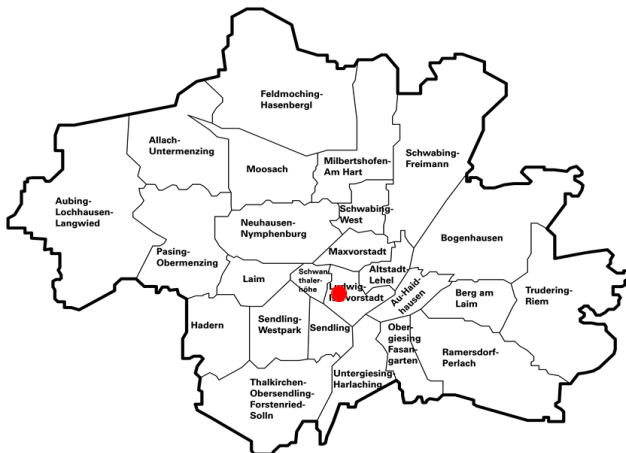 Feldmoching-
Hasenbergl
Allach-
Untermenzing
Moosach
Milbertshofen-
Am Hart
Schwabing-
Freimann
Aubing-
Lochhausen-
Langwied
Pasing-
Obermenzing
Neuhausen-
Nymphenburg
Schwabing-
West
Maxvorstadt
Bogenhausen
Laim
Schwan
thaler-
höhe
Ludwig-
vorstadt
Altstadt-
Lehel
Au-Haid-
hausen
Berg am
Laim
Trudering-
Riem
Hadern
Sendling-
Westpark
Sendling
Ober-
giesing
Fasan-
garten
Ramersdorf-
Perlach
Untergiesing-
Harlaching
Thalkirchen-
Obersendling-
Forstenried-
Solln